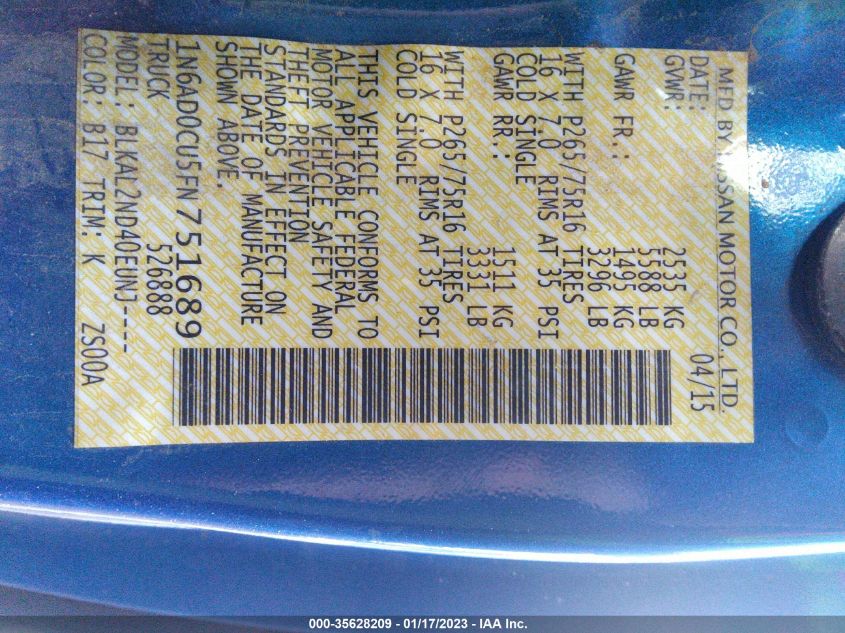 MFD BY NISSAN MOTOR CO., LTD.
DATE: 04/15
GVWR: 2535 KG
5588 LB
GAWR FR.: 1495 KG
3296 LB
WITH P265//75R16 TIRES
16 X 7.0 RIMS AT 35 PSI
COLD SINGLE
GAWR RR.: 1511 KG
3331 LB
WITH P265//75R16 TIRES
16 X 7.0 RIMS AT 35 PSI
COLD SINGLE
THIS VEHICLE CONFORMS TO
ALL APPLICABLE FEDERAL
MOTOR VEHICLE SAFETY AND
THEFT PREVENTION
STANDARDS IN EFFECT ON
THE DATE OF MANUFACTURE
SHOWN ABOVE.
1N6AD0CU5FN751689
TRUCK 526888
MODEL: BLKALZND40EUNJ----
COLOR: B17 TRIM: K ZS00A
000-35628209 - 01/17/2023 - IAA Inc.